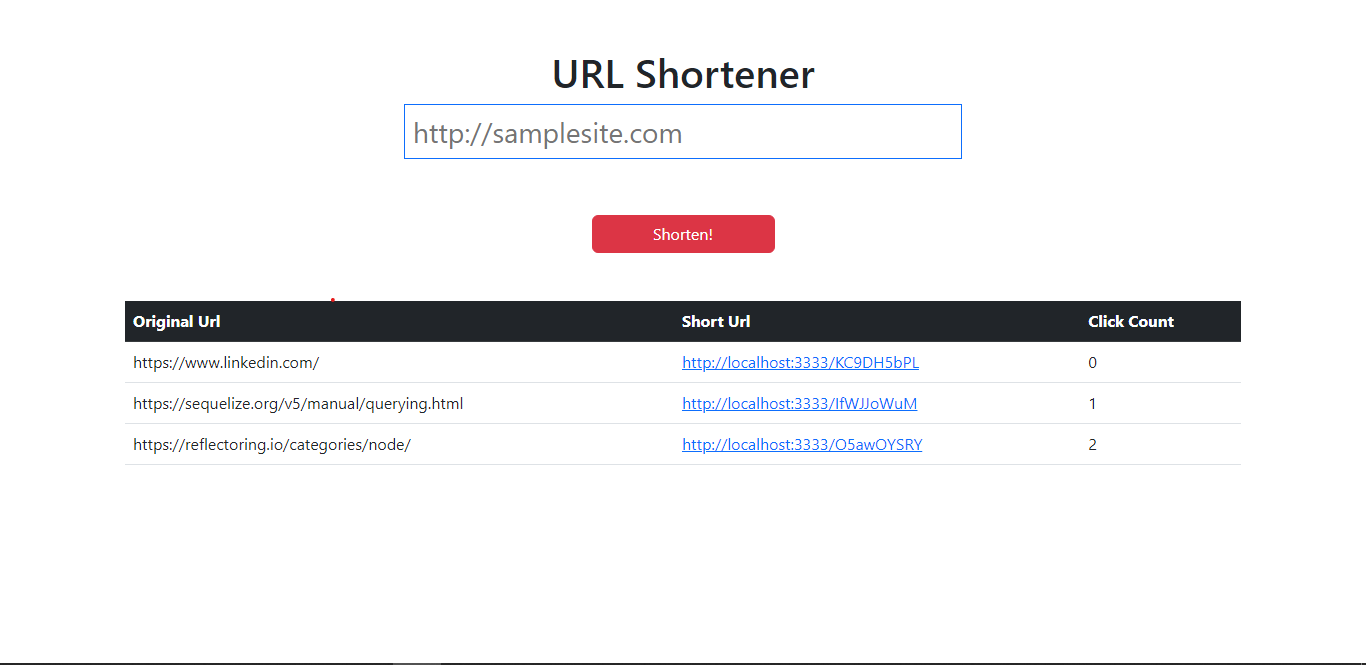 URL Shortener
http://samplesite.com
Shorten!
Original Url Short Url Click Count
https://www.linkedin.com/ http://localhost:3333/KC9DH5bPL 0
https://sequelize.org/v5/manual/querying.html http://localhost:3333/IfWJJoWuM 1
https://reflectoring.io/categories/node/ http://localhost:3333/O5awOYSRY 2